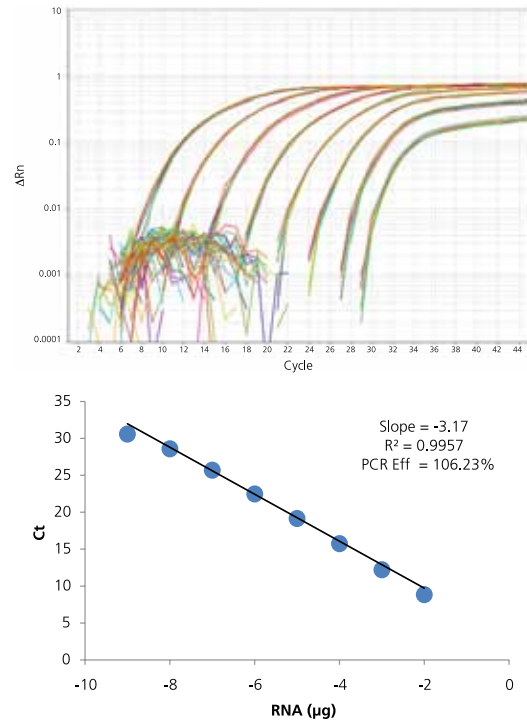 10
1
0.1
0.01
0.001
0.0001
ΔRn
2 4 6 8 10 12 14 16 18 20 22 24 26 28 30 32 34 36 38 40 42 44
Cycle
Slope = -3.17
R² = 0.9957
PCR Eff = 106.23%
35
30
25
20
15
10
5
0
Ct
-10 -8 -6 -4 -2 0
RNA (µg)